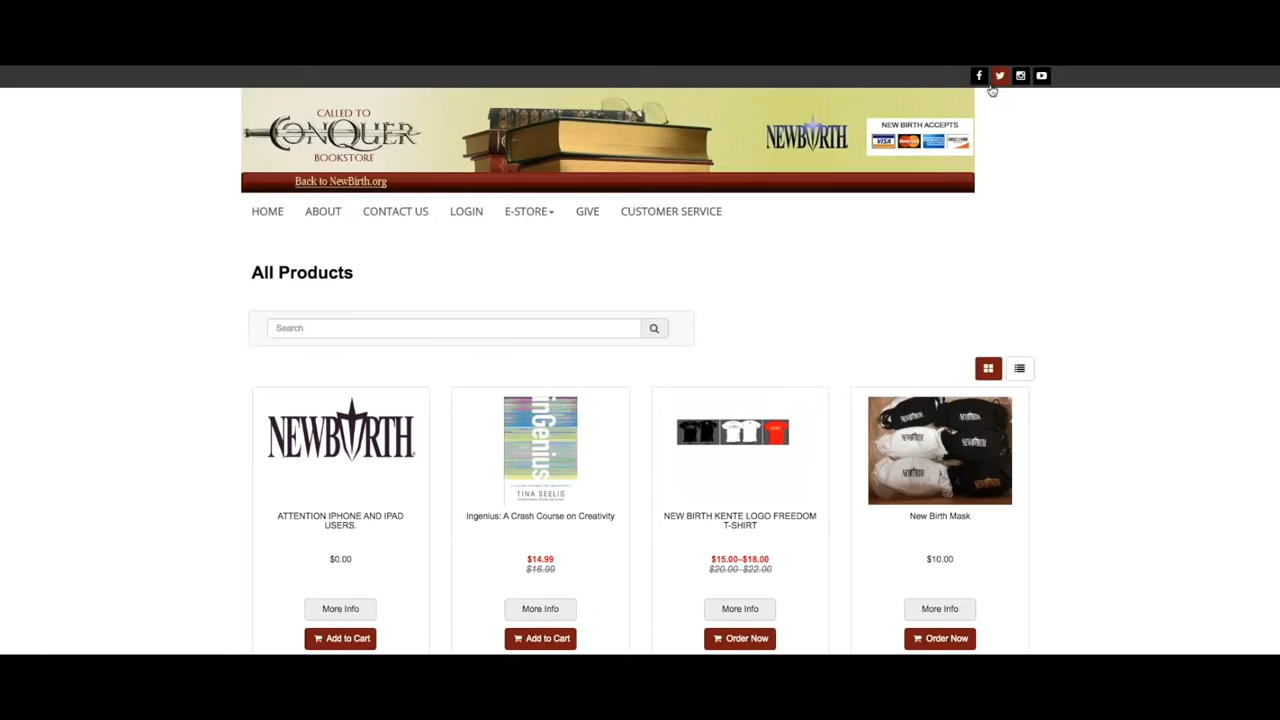 CALLED TO
CONQUER
BOOKSTORE
NEWBIRTH
NEW BIRTH ACCEPTS
VISA
DISCOVER
Back to NewBirth.org
HOME
ABOUT
CONTACT US
LOGIN
E-STORE
GIVE
CUSTOMER SERVICE
All Products
Search
NEWBIRTH
inGenius
TINA SEELIG
ATTENTION IPHONE AND IPAD
USERS.
Ingenius: A Crash Course on Creativity
NEW BIRTH KENTE LOGO FREEDOM
T-SHIRT
New Birth Mask
$0.00
$14.99
$16.99
$15.00–$18.00
$20.00–$22.00
$10.00
More Info
More Info
More Info
More Info
Add to Cart
Add to Cart
Order Now
Order Now